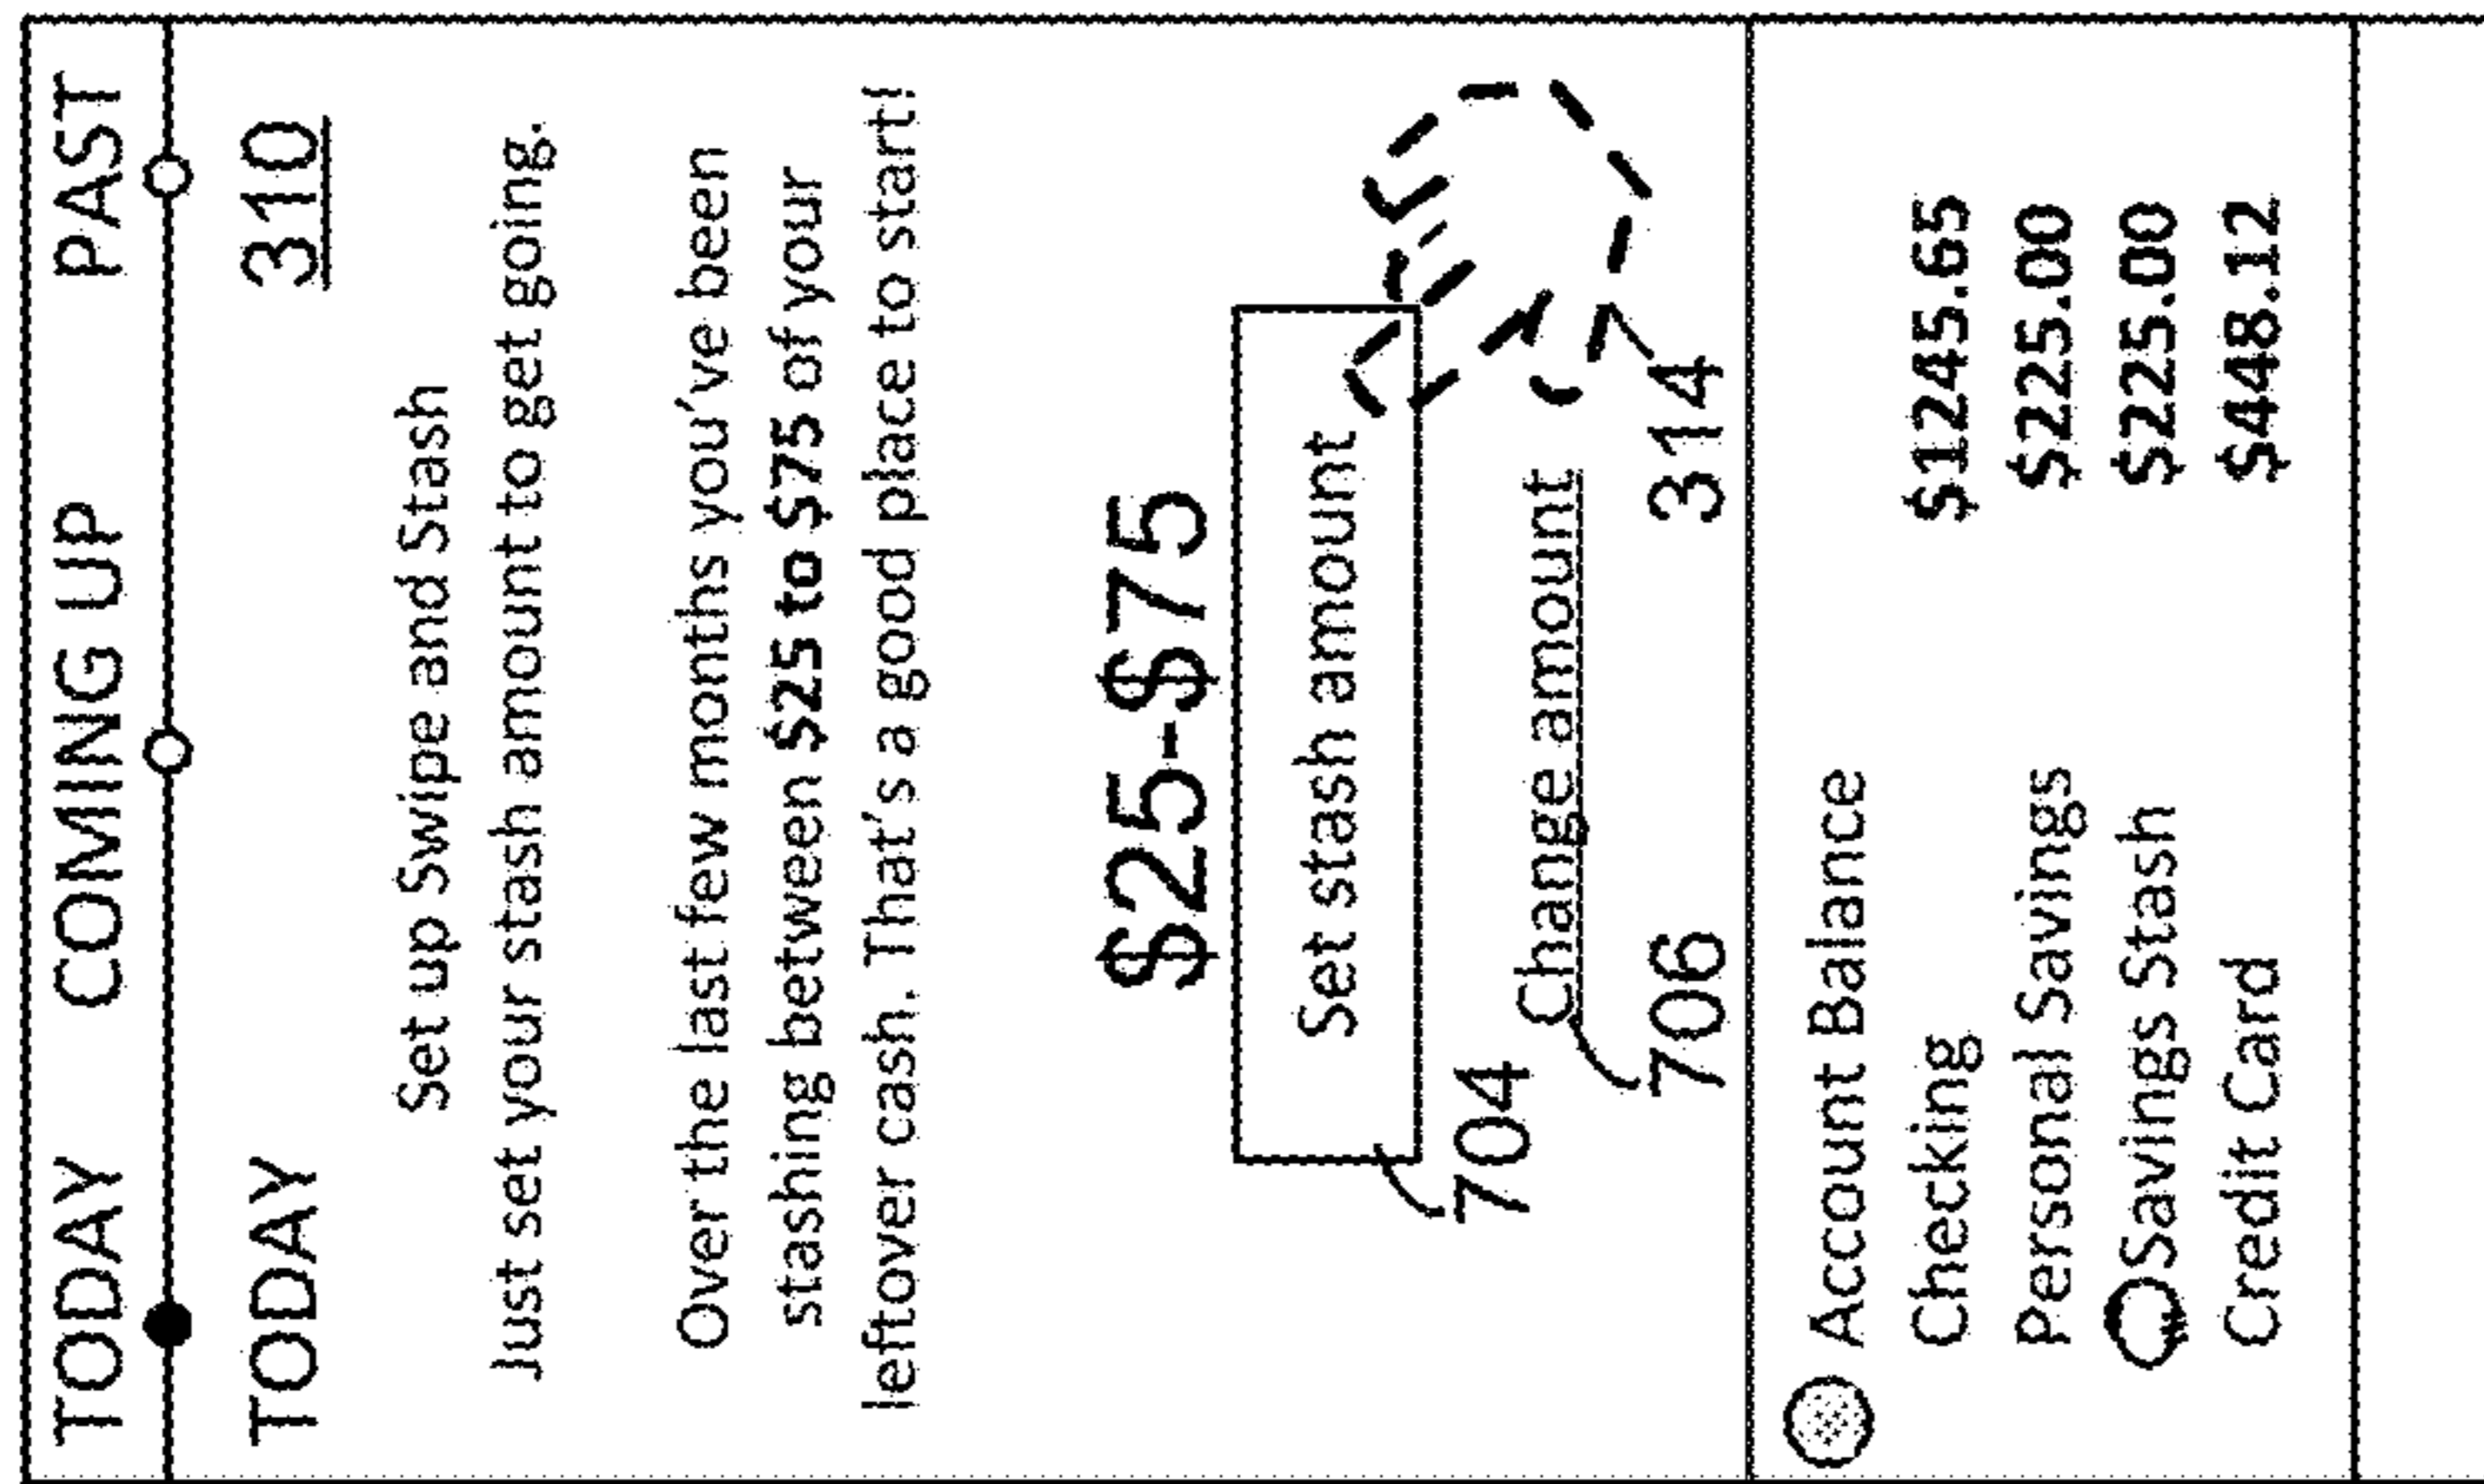 TODAY COMING UP PAST
TODAY 310
Set up Swipe and Stash
Just set your stash amount to get going.
Over the last few months you've been
stashing between $25 to $75 of your
leftover cash. That's a good place to start!
$25-$75
Set stash amount
704
Change amount
706 314
Account Balance
Checking $1245.65
Personal Savings $225.00
Savings Stash $225.00
Credit Card $448.12